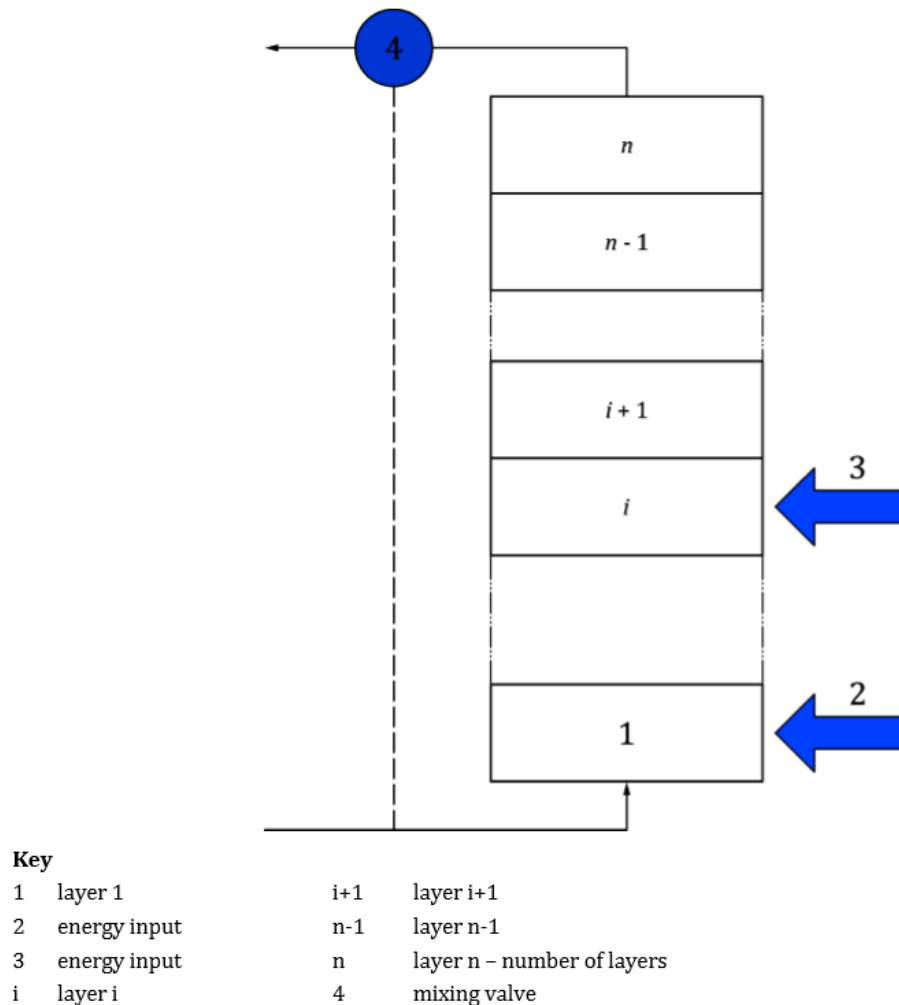 4
n
n - 1
i + 1
3
i
2
1
Key
1 layer 1 i+1 layer i+1
2 energy input n-1 layer n-1
3 energy input n layer n – number of layers
i layer i 4 mixing valve